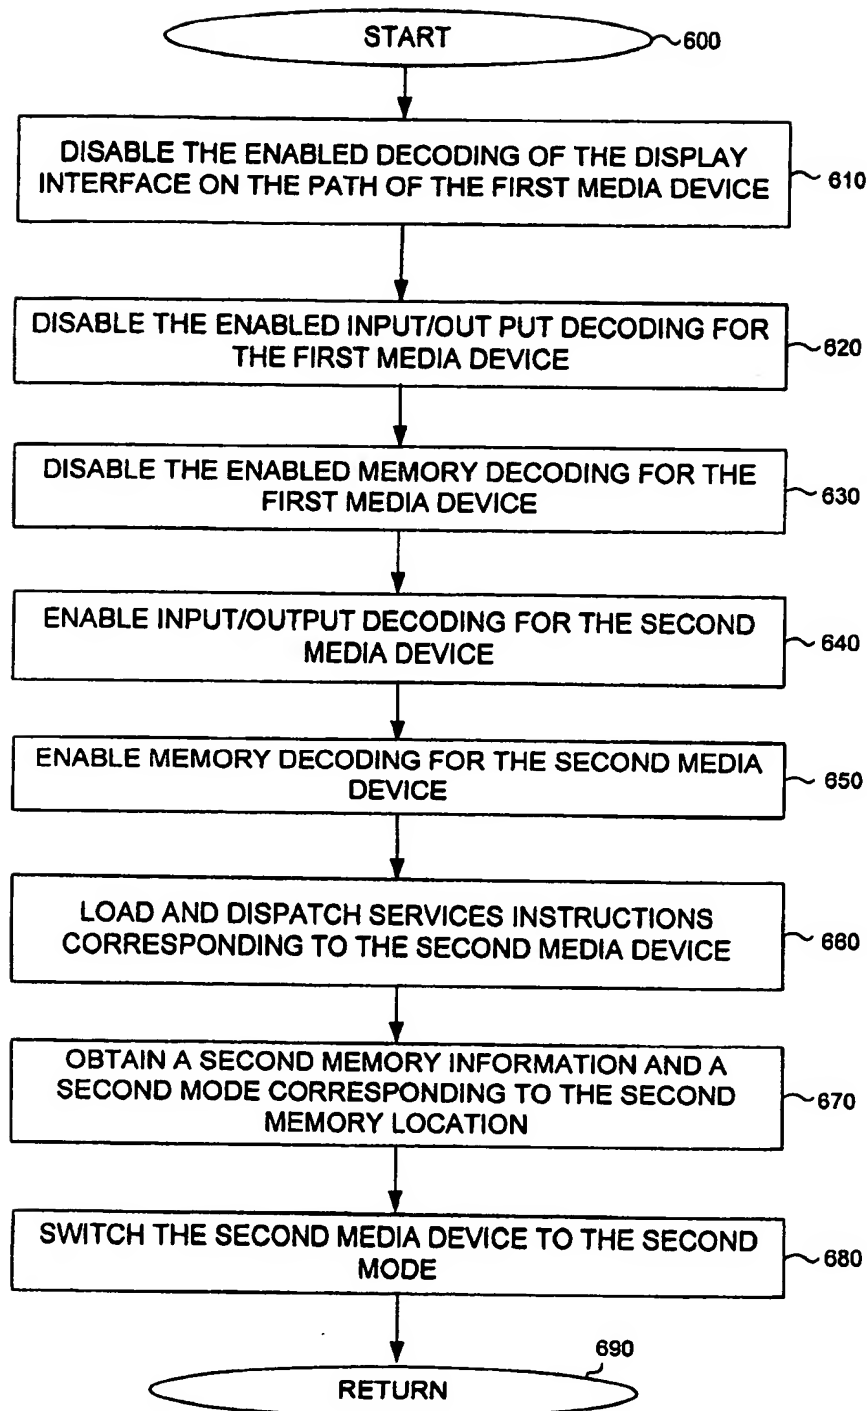 START
600
DISABLE THE ENABLED DECODING OF THE DISPLAY
INTERFACE ON THE PATH OF THE FIRST MEDIA DEVICE
610
DISABLE THE ENABLED INPUT/OUT PUT DECODING FOR
THE FIRST MEDIA DEVICE
620
DISABLE THE ENABLED MEMORY DECODING FOR THE
FIRST MEDIA DEVICE
630
ENABLE INPUT/OUTPUT DECODING FOR THE SECOND
MEDIA DEVICE
640
ENABLE MEMORY DECODING FOR THE SECOND MEDIA
DEVICE
650
LOAD AND DISPATCH SERVICES INSTRUCTIONS
CORRESPONDING TO THE SECOND MEDIA DEVICE
660
OBTAIN A SECOND MEMORY INFORMATION AND A
SECOND MODE CORRESPONDING TO THE SECOND
MEMORY LOCATION
670
SWITCH THE SECOND MEDIA DEVICE TO THE SECOND
MODE
680
690
RETURN